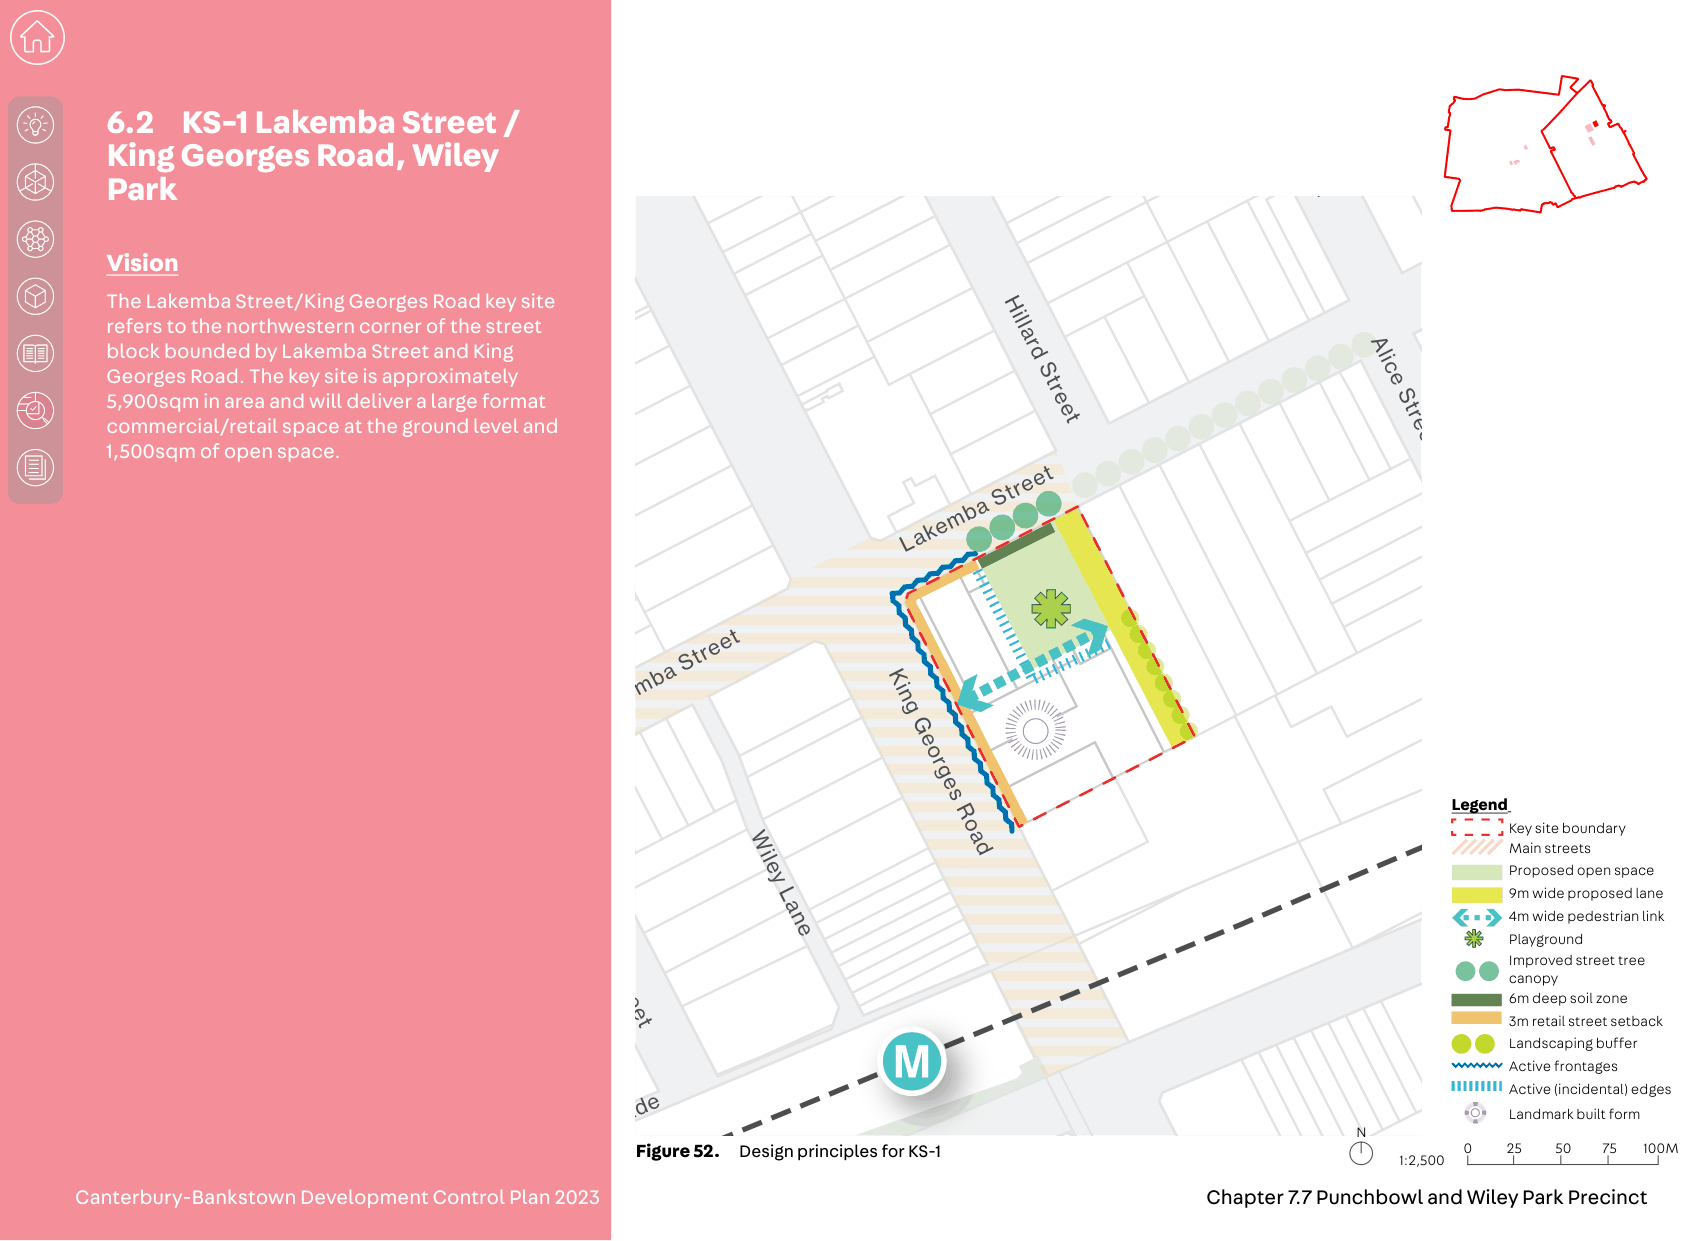 6.2 KS-1 Lakemba Street /
King Georges Road, Wiley
Park
Vision
The Lakemba Street/King Georges Road key site
refers to the northwestern corner of the street
block bounded by Lakemba Street and King
Georges Road. The key site is approximately
5,900sqm in area and will deliver a large format
commercial/retail space at the ground level and
1,500sqm of open space.
Hillard Street
Alice Stree
Lakemba Street
mba Street
King Georges Road
Wiley Lane
eet
de
M
Legend
Key site boundary
Main streets
Proposed open space
9m wide proposed lane
4m wide pedestrian link
Playground
Improved street tree
canopy
6m deep soil zone
3m retail street setback
Landscaping buffer
Active frontages
Active (incidental) edges
Landmark built form
Figure 52. Design principles for KS-1
N
1:2,500
0 25 50 75 100M
Canterbury-Bankstown Development Control Plan 2023
Chapter 7.7 Punchbowl and Wiley Park Precinct